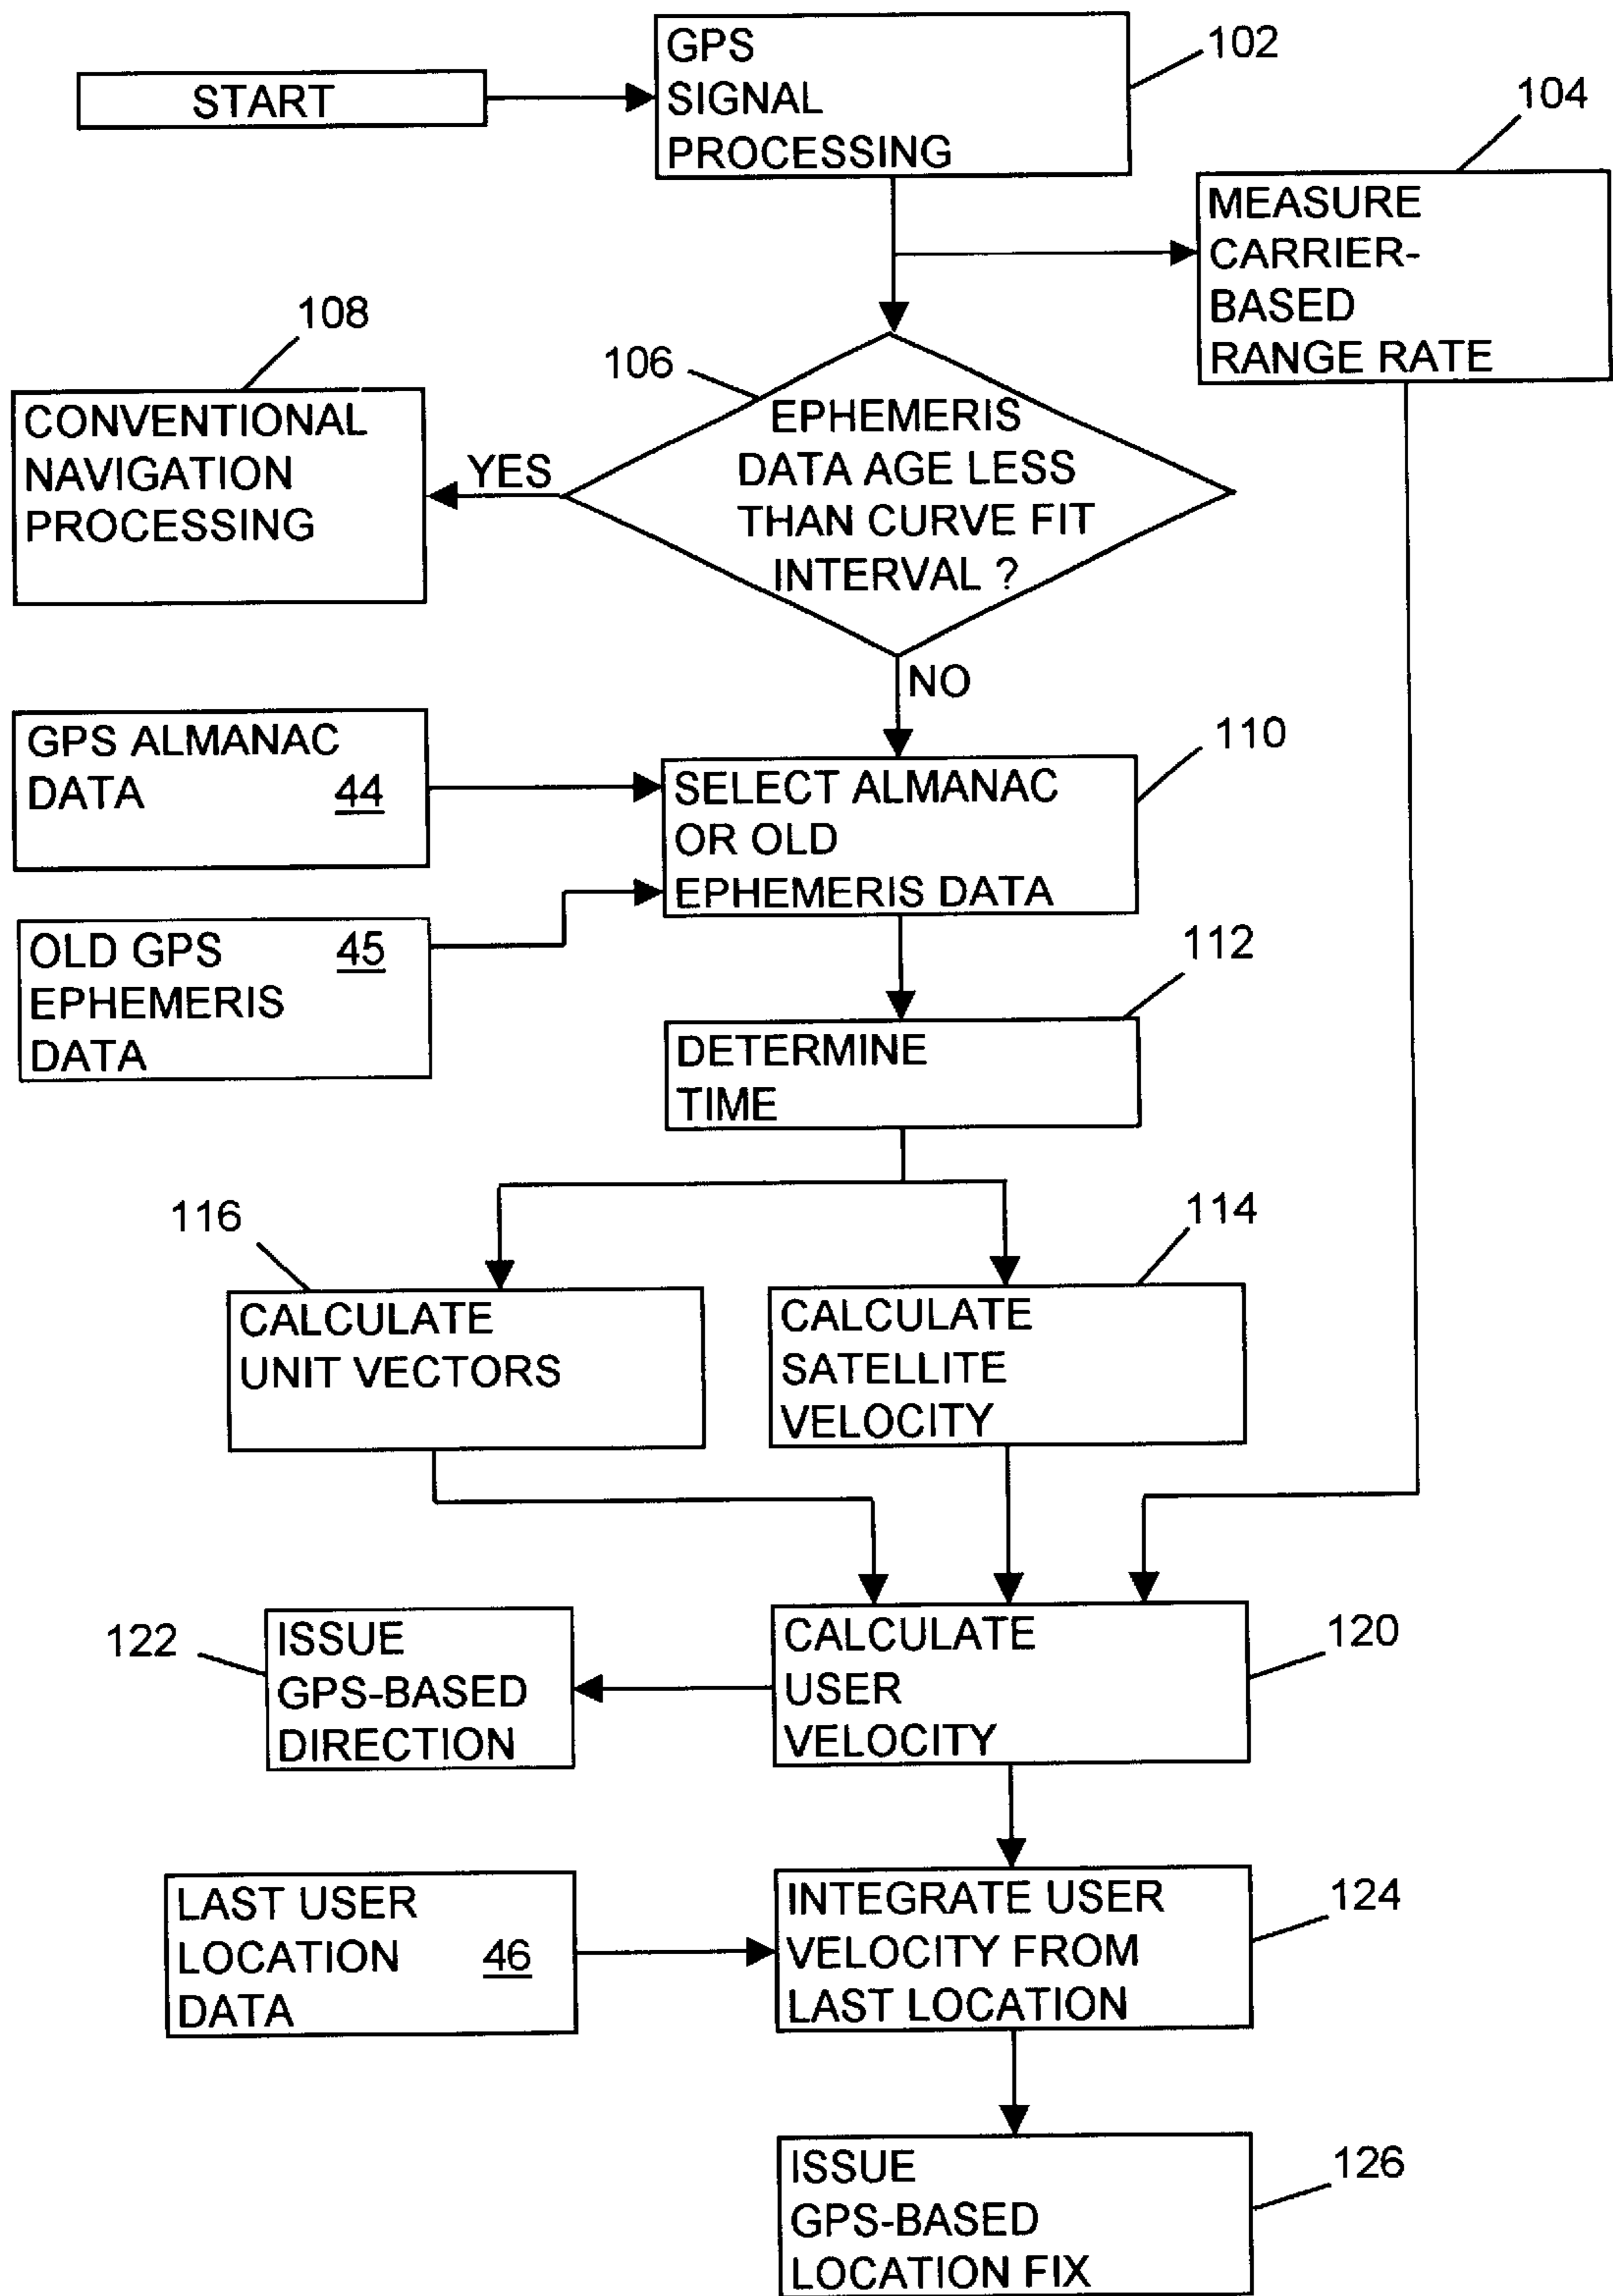 START
GPS
SIGNAL
PROCESSING
102
104
MEASURE
CARRIER-
BASED
RANGE RATE
108
CONVENTIONAL
NAVIGATION
PROCESSING
106
YES
EPHEMERIS
DATA AGE LESS
THAN CURVE FIT
INTERVAL ?
NO
GPS ALMANAC
DATA 44
110
SELECT ALMANAC
OR OLD
EPHEMERIS DATA
OLD GPS 45
EPHEMERIS
DATA
112
DETERMINE
TIME
116
CALCULATE
UNIT VECTORS
114
CALCULATE
SATELLITE
VELOCITY
122
ISSUE
GPS-BASED
DIRECTION
CALCULATE
USER
VELOCITY
120
LAST USER
LOCATION 46
DATA
INTEGRATE USER
VELOCITY FROM
LAST LOCATION
124
ISSUE
GPS-BASED
LOCATION FIX
126